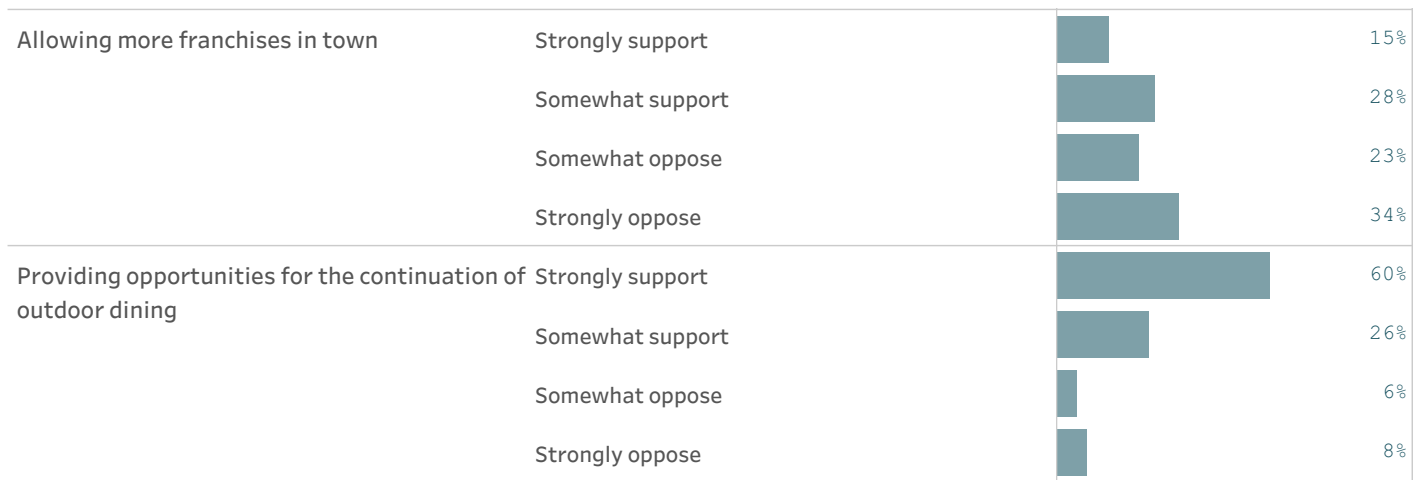 Allowing more franchises in town Strongly support 15%
Somewhat support 28%
Somewhat oppose 23%
Strongly oppose 34%
Providing opportunities for the continuation of Strongly support 60%
outdoor dining
Somewhat support 26%
Somewhat oppose 6%
Strongly oppose 8%